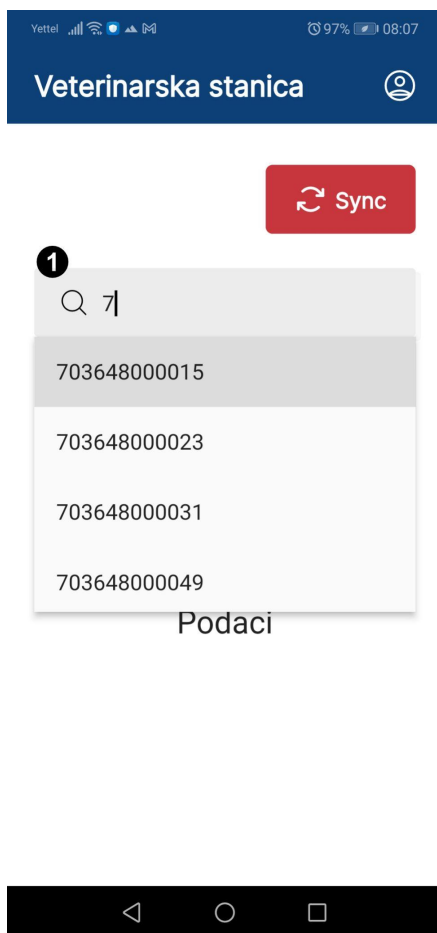 Yettel 97% 08:07
Veterinarska stanica
Sync
1
7
703648000015
703648000023
703648000031
703648000049
Podaci